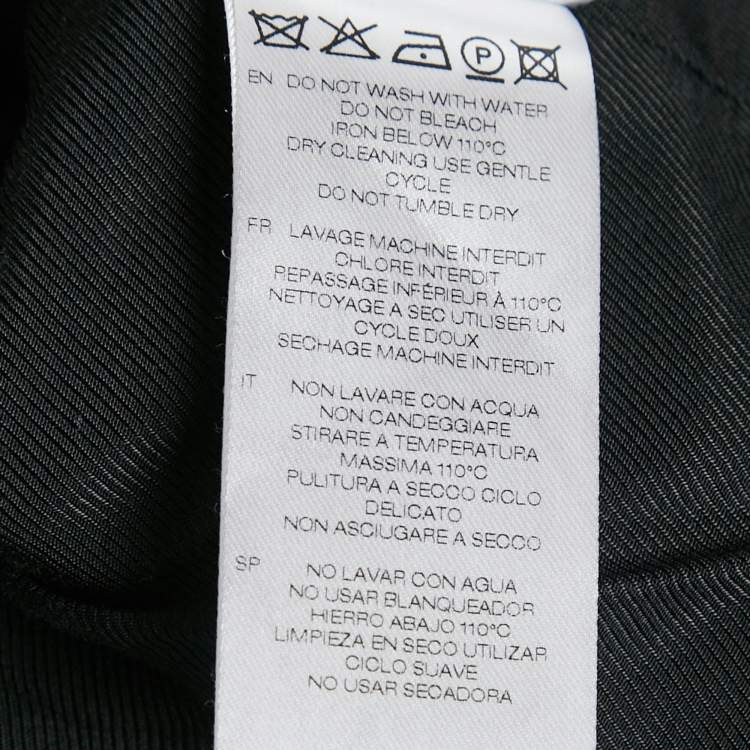 P
EN DO NOT WASH WITH WATER
DO NOT BLEACH
IRON BELOW 110°C
DRY CLEANING USE GENTLE
CYCLE
DO NOT TUMBLE DRY
FR LAVAGE MACHINE INTERDIT
CHLORE INTERDIT
REPASSAGE INFÉRIEUR À 110°C
NETTOYAGE A SEC UTILISER UN
CYCLE DOUX
SECHAGE MACHINE INTERDIT
IT NON LAVARE CON ACQUA
NON CANDEGGIARE
STIRARE A TEMPERATURA
MASSIMA 110°C
PULITURA A SECCO CICLO
DELICATO
NON ASCIUGARE A SECCO
SP NO LAVAR CON AGUA
NO USAR BLANQUEADOR
HIERRO ABAJO 110°C
LIMPIEZA EN SECO UTILIZAR
CICLO SUAVE
NO USAR SECADORA